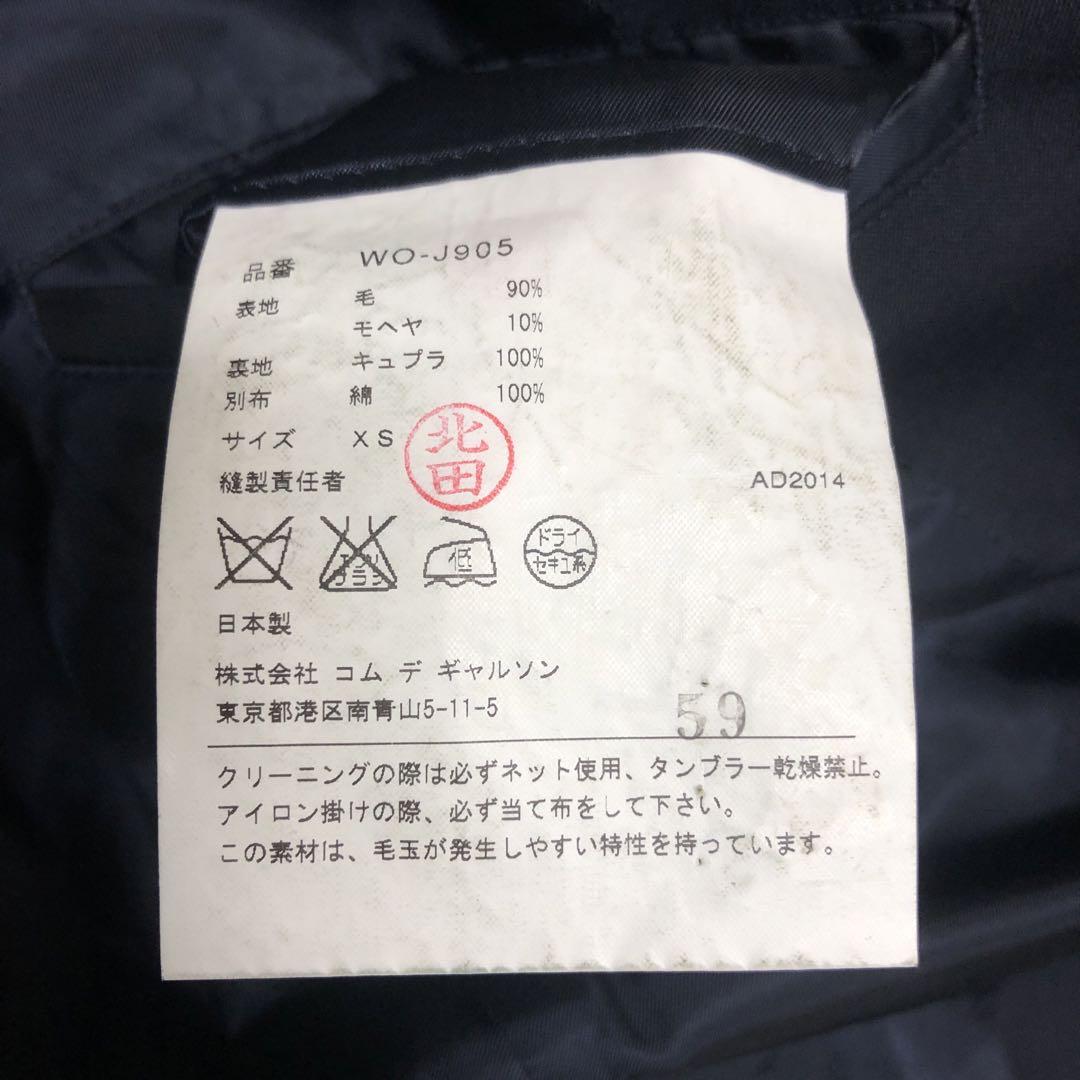 品番 WO-J905
表地 毛 90%
モヘヤ 10%
裏地 キュプラ 100%
別布 綿 100%
サイズ XS
北田
縫製責任者
AD2014
エンソ
ブラシ
低
ドライ
セキユ系
日本製
株式会社 コム デ ギャルソン
東京都港区南青山5-11-5
59
クリーニングの際は必ずネット使用、タンブラー乾燥禁止。
アイロン掛けの際、必ず当て布をして下さい。
この素材は、毛玉が発生しやすい特性を持っています。